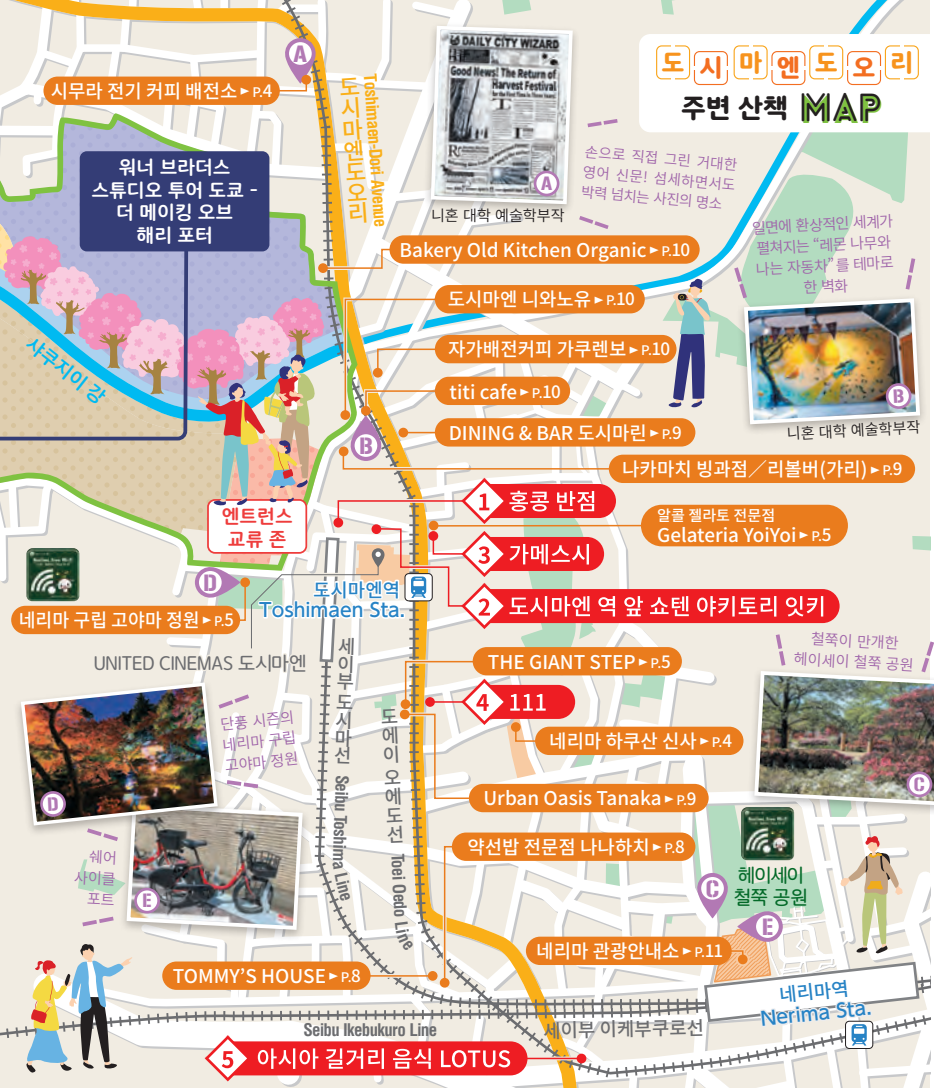 도시마엔도오리
주변 산책 MAP
A
시무라 전기 커피 배전소 ▸ P.4
Toshimaen-Dori Avenue
도시마엔도오리
DAILY CITY WIZARD
Good News! The Return of
Harvest Festival
for the First Time in Three Years!
A
니혼 대학 예술학부작
손으로 직접 그린 거대한
영어 신문! 섬세하면서도
박력 넘치는 사진의 명소
워너 브라더스
스튜디오 투어 도쿄 -
더 메이킹 오브
해리 포터
일면에 환상적인 세계가
펼쳐지는 “레몬 나무와
나는 자동차”를 테마로
한 벽화
B
니혼 대학 예술학부작
Bakery Old Kitchen Organic ▸ P.10
도시마엔 니와노유 ▸ P.10
자가배전커피 가쿠렌보 ▸ P.10
titi cafe ▸ P.10
샤쿠지이 강
B
DINING & BAR 도시마린 ▸ P.9
나카마치 빙과점／리볼버(가리) ▸ P.9
1 홍콩 반점
엔트런스
교류 존
알콜 젤라토 전문점
Gelateria YoiYoi ▸ P.5
3 가메스시
D
도시마엔역
Toshimaen Sta.
2 도시마엔 역 앞 쇼텐 야키토리 잇키
네리마 구립 고야마 정원 ▸ P.5
UNITED CINEMAS 도시마엔
철쭉이 만개한
헤이세이 철쭉 공원
THE GIANT STEP ▸ P.5
4 111
단풍 시즌의
네리마 구립
고야마 정원
D
세이부 도시마선 Seibu Toshima Line
도에이 오에도선 Toei Oedo Line
네리마 하쿠산 신사 ▸ P.4
C
Urban Oasis Tanaka ▸ P.9
약선밥 전문점 나나하치 ▸ P.8
쉐어
사이클
포트
E
헤이세이
철쭉 공원
C
E
네리마 관광안내소 ▸ P.11
TOMMY’S HOUSE ▸ P.8
네리마역
Nerima Sta.
Seibu Ikebukuro Line
세이부 이케부쿠로선
5 아시아 길거리 음식 LOTUS